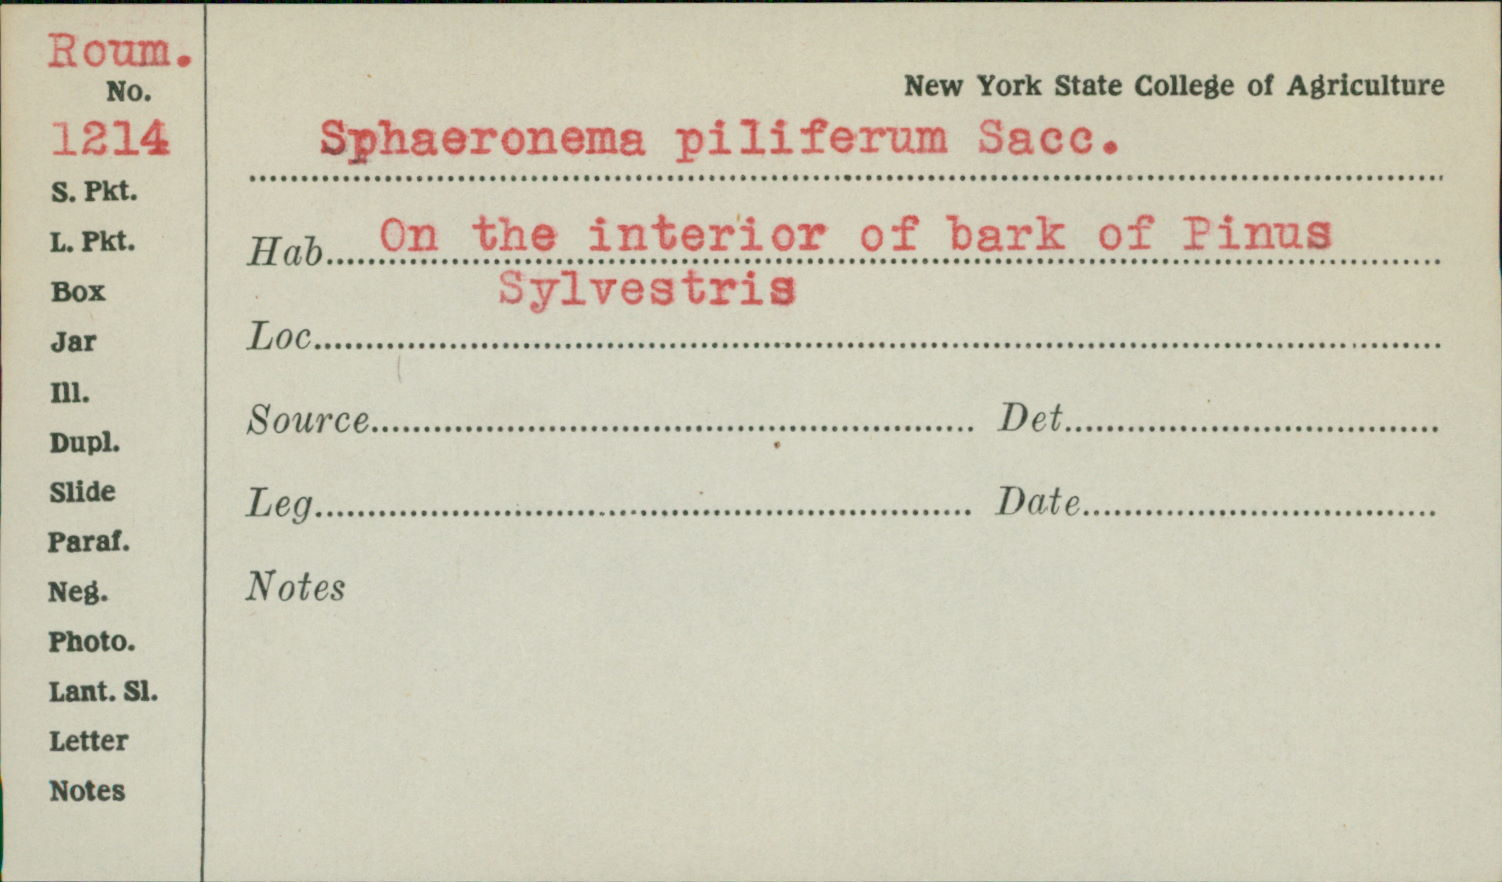 Roum.
No.
1214
S. Pkt.
L. Pkt.
Box
Jar
Ill.
Dupl.
Slide
Paraf.
Neg.
Photo.
Lant. Sl.
Letter
Notes
New York State College of Agriculture
Sphaeronema piliferum Sacc.
Hab. On the interior of bark of Pinus
Sylvestris
Loc.
Source Det.
Leg. Date
Notes